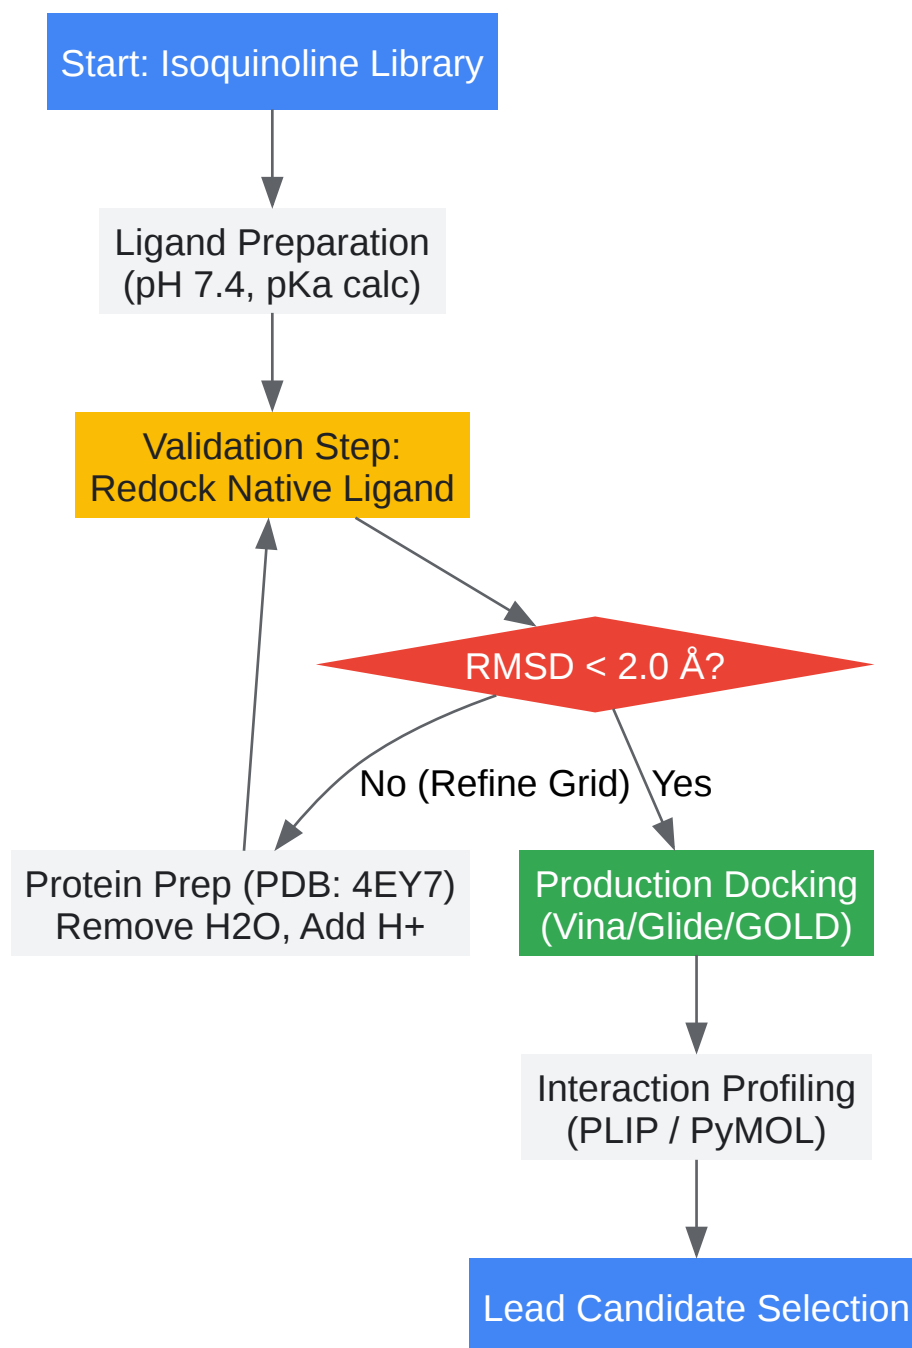 Start: Isoquinoline Library
Ligand Preparation
(pH 7.4, pKa calc)
Validation Step:
Redock Native Ligand
RMSD < 2.0 Å?
No (Refine Grid)
Yes
Protein Prep (PDB: 4EY7)
Remove H2O, Add H+
Production Docking
(Vina/Glide/GOLD)
Interaction Profiling
(PLIP / PyMOL)
Lead Candidate Selection